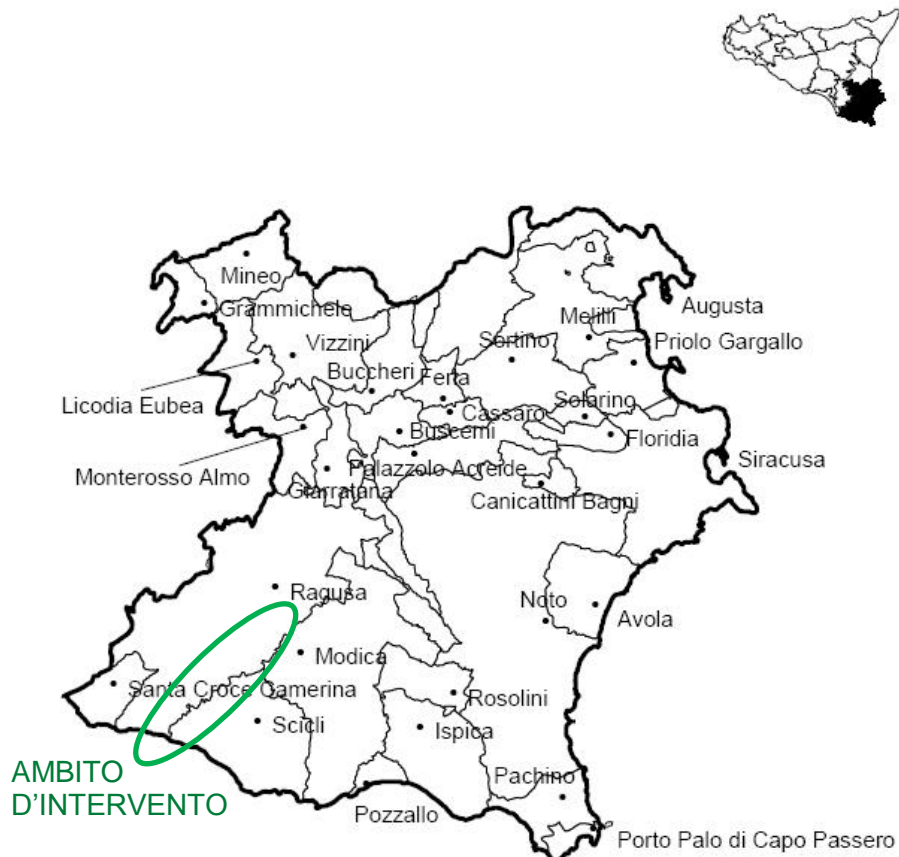 Mineo
Augusta
Grammichele
Melilli
Vizzini
Sortino
Priolo Gargallo
Buccheri
Ferla
Licodia Eubea
Solarino
Cassaro
Buscemi
Floridia
Siracusa
Monterosso Almo
Palazzolo Acreide
Giarratana
Canicattini Bagni
Ragusa
Noto
Avola
Modica
Santa Croce Camerina
Rosolini
Scicli
Ispica
AMBITO
D'INTERVENTO
Pachino
Pozzallo
Porto Palo di Capo Passero